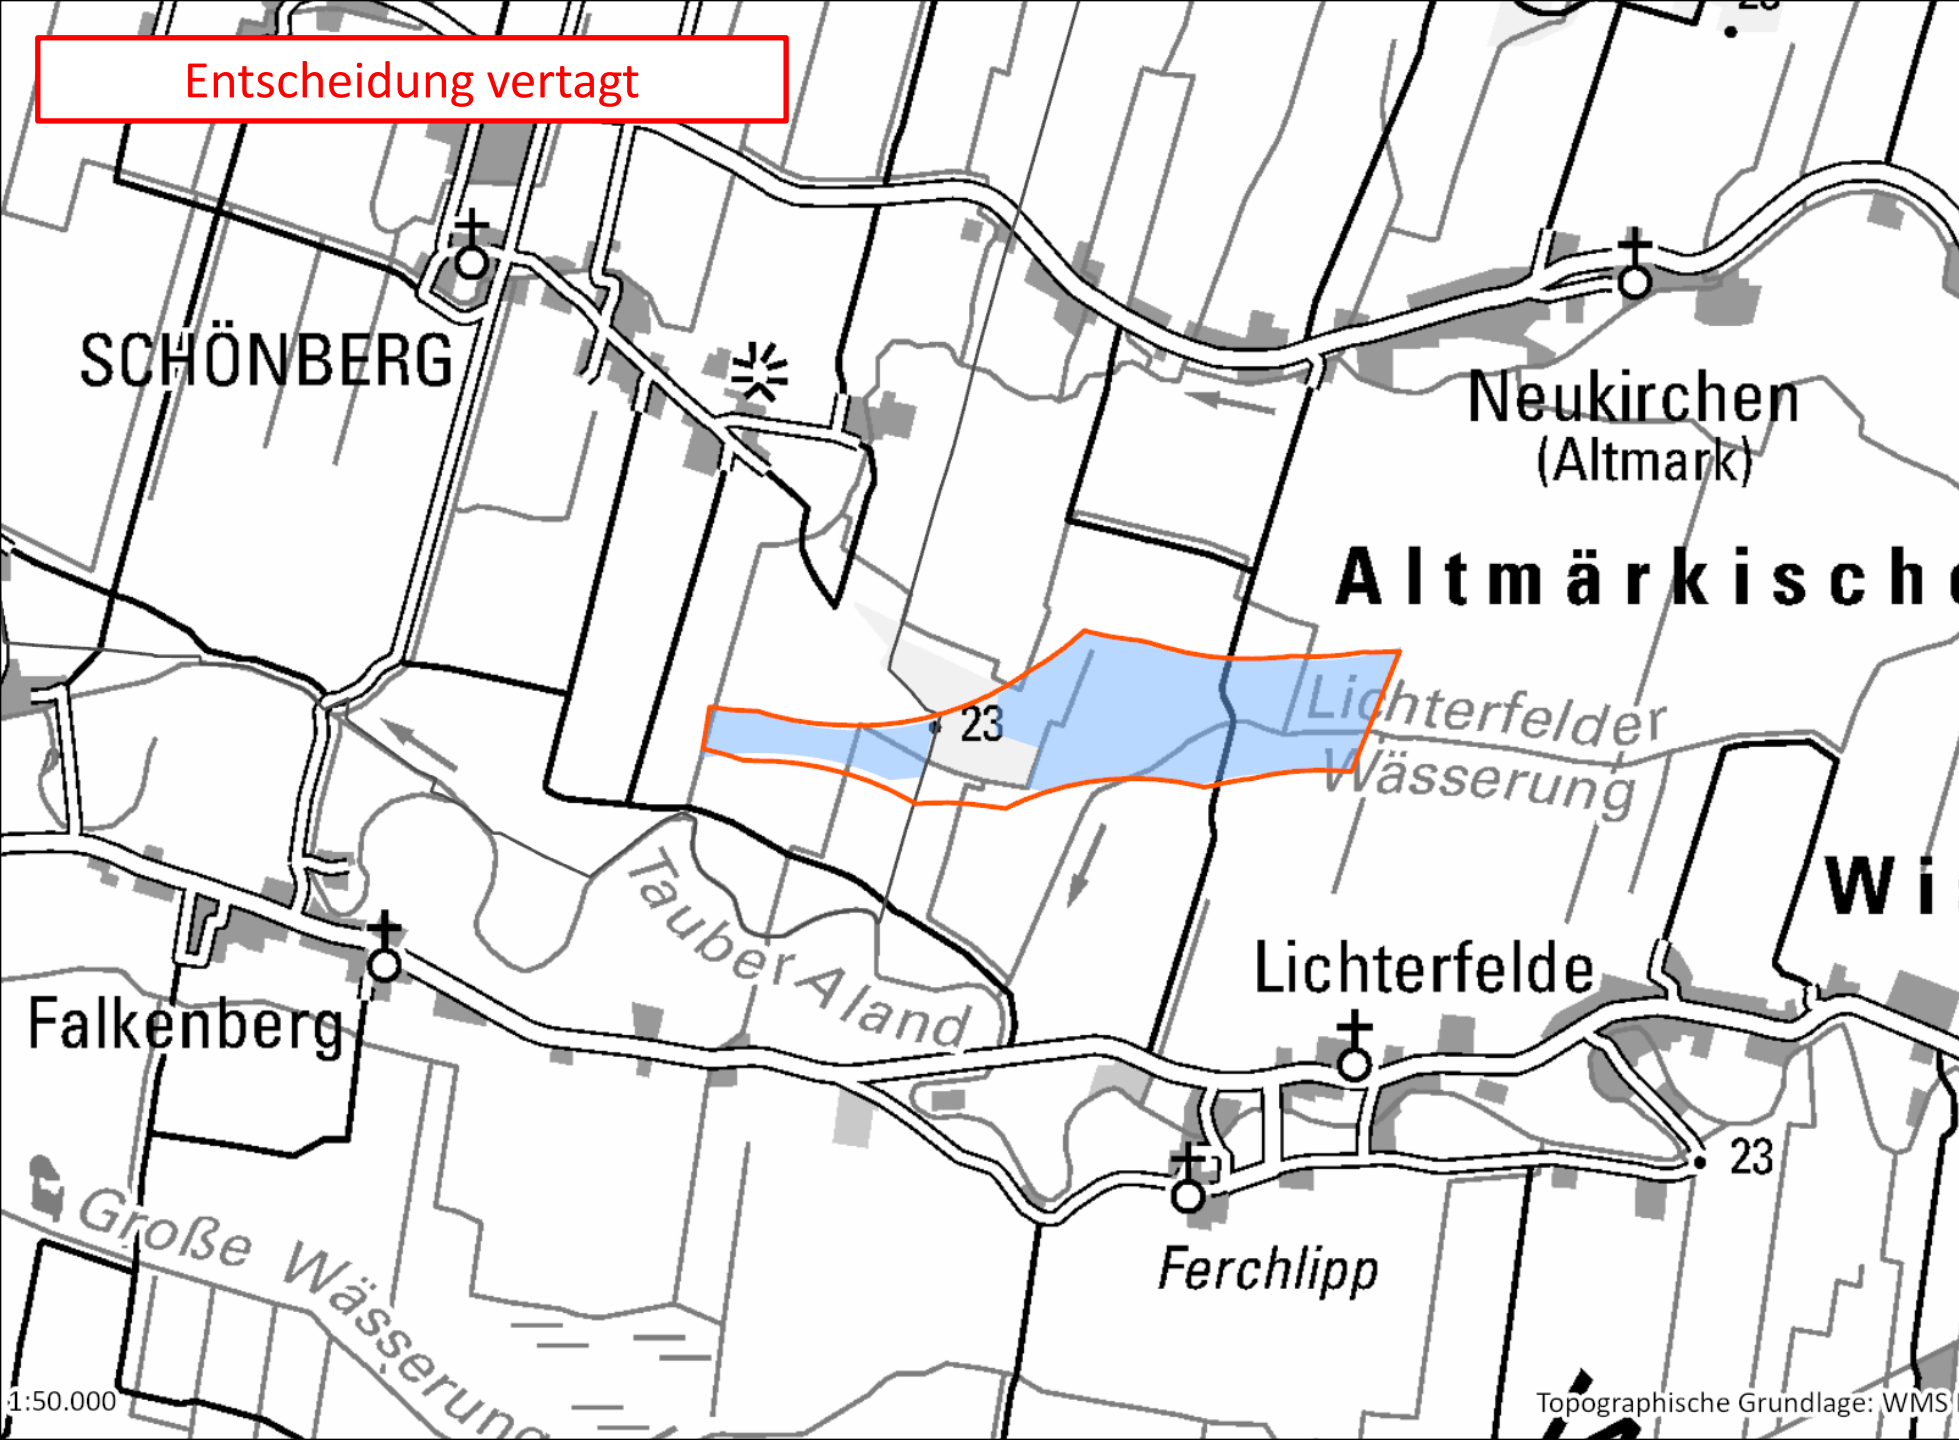 Entscheidung vertagt
SCHÖNBERG
Neukirchen
(Altmark)
Altmärkische
23
Lichterfelder
Wässerung
Wi
Tauber Aland
Lichterfelde
Falkenberg
23
Große Wässerung
Ferchlipp
1:50.000
Topographische Grundlage: WMS